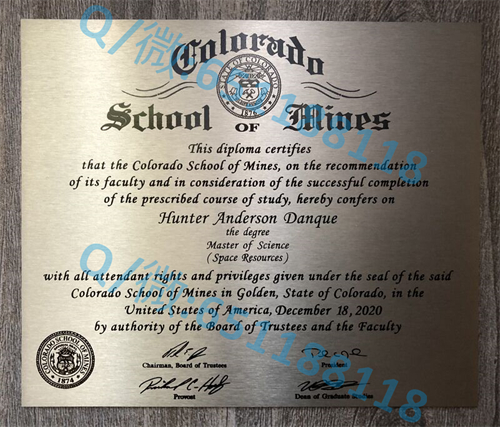 Colorado
STATE OF COLORADO
1876
School OF Mines
This diploma certifies
that the Colorado School of Mines, on the recommendation
of its faculty and in consideration of the successful completion
of the prescribed course of study, hereby confers on
Hunter Anderson Danque
the degree
Master of Science
(Space Resources)
with all attendant rights and privileges given under the seal of the said
Colorado School of Mines in Golden, State of Colorado, in the
United States of America, December 18, 2020
by authority of the Board of Trustees and the Faculty
Chairman, Board of Trustees
President
Provost
Dean of Graduate Studies
COLORADO SCHOOL OF MINES
1874
Q/微
Q/微